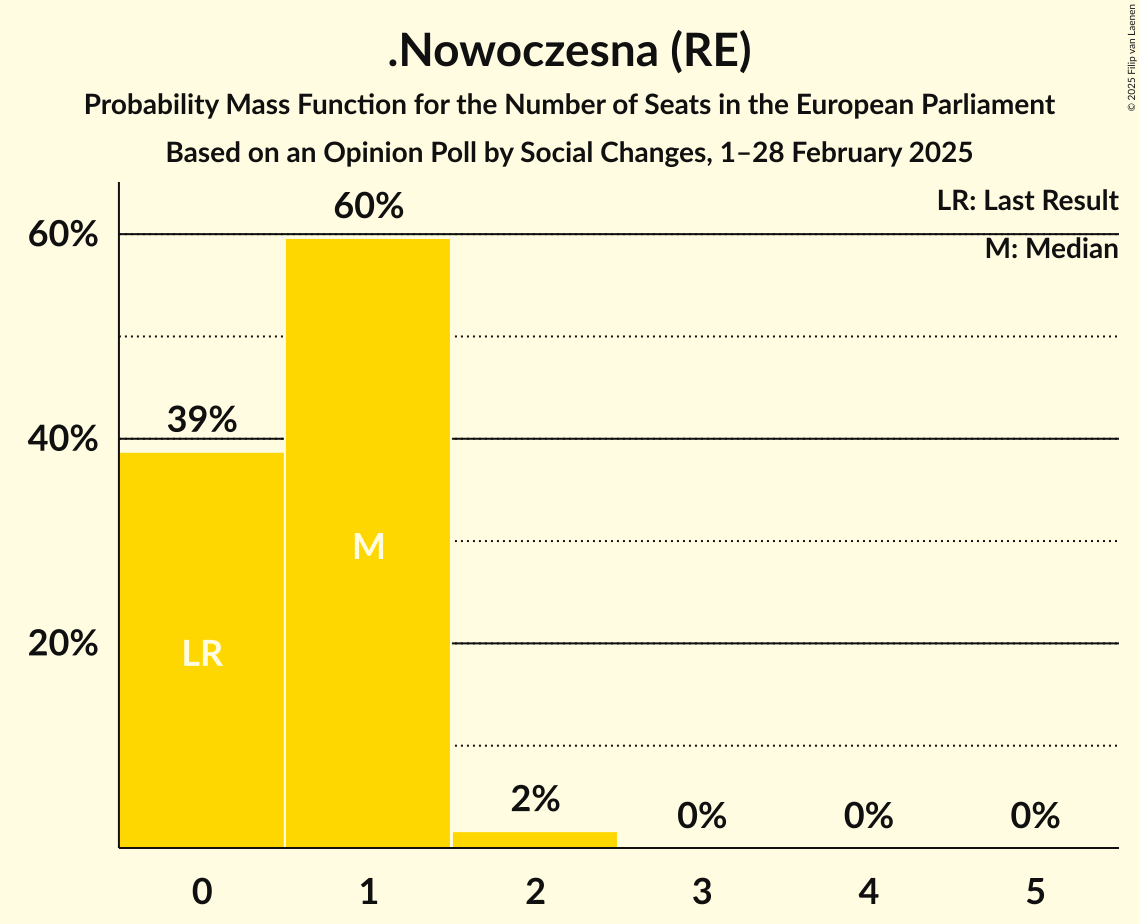 .Nowoczesna (RE)
Probability Mass Function for the Number of Seats in the European Parliament
Based on an Opinion Poll by Social Changes, 1–28 February 2025
© 2025 Filip van Laenen
LR: Last Result
M: Median
60%
40%
20%
39%
60%
2%
0%
0%
0%
LR
M
0
1
2
3
4
5